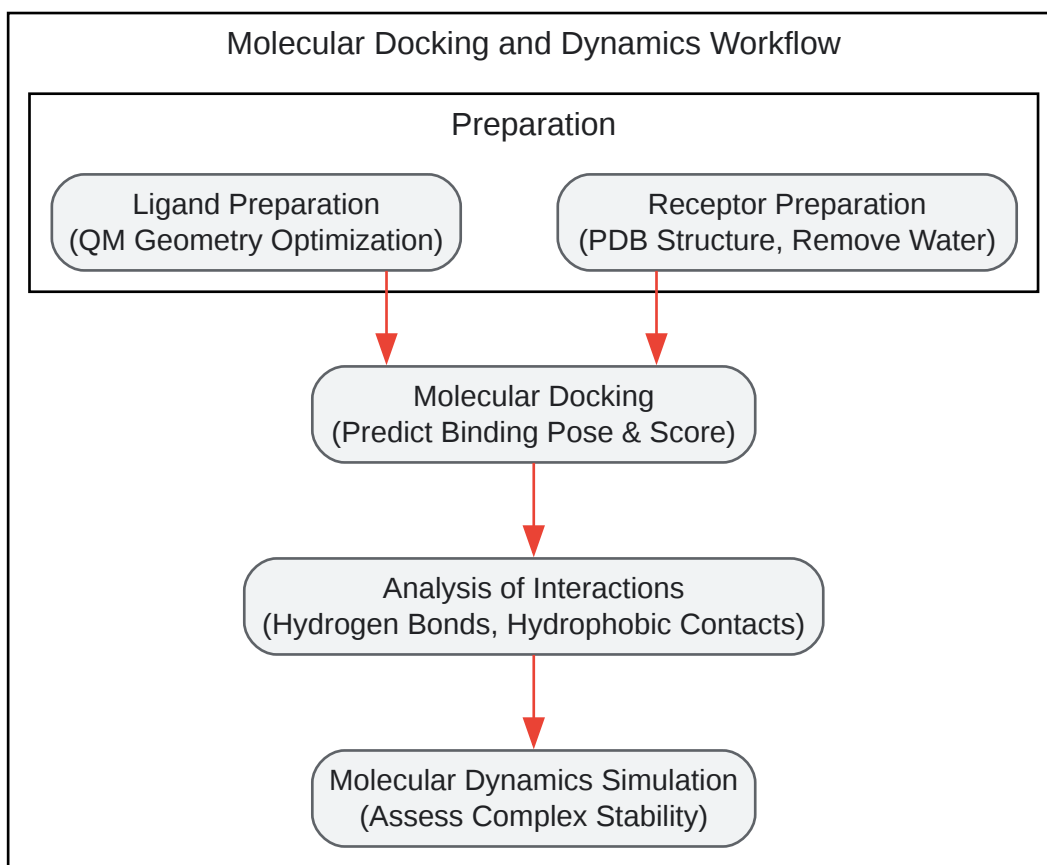 Molecular Docking and Dynamics Workflow
Preparation
Ligand Preparation
(QM Geometry Optimization)
Receptor Preparation
(PDB Structure, Remove Water)
Molecular Docking
(Predict Binding Pose & Score)
Analysis of Interactions
(Hydrogen Bonds, Hydrophobic Contacts)
Molecular Dynamics Simulation
(Assess Complex Stability)